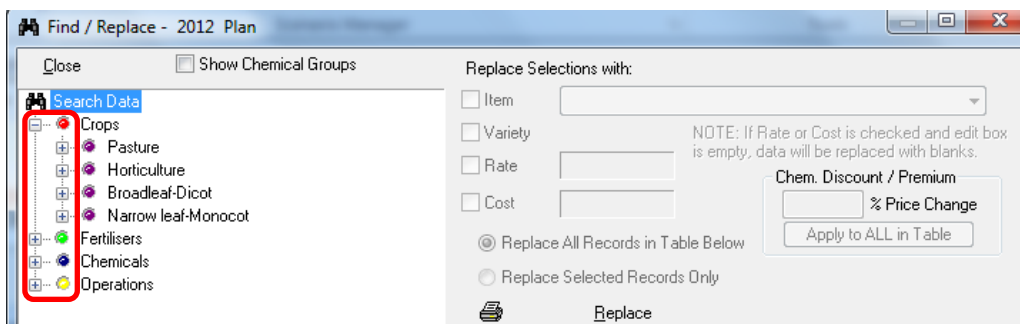 Find / Replace - 2012 Plan
Close
Show Chemical Groups
Search Data
Crops
Pasture
Horticulture
Broadleaf-Dicot
Narrow leaf-Monocot
Fertilisers
Chemicals
Operations
Replace Selections with:
Item
Variety
Rate
Cost
NOTE: If Rate or Cost is checked and edit box
is empty, data will be replaced with blanks.
Chem. Discount / Premium
% Price Change
Apply to ALL in Table
Replace All Records in Table Below
Replace Selected Records Only
Replace